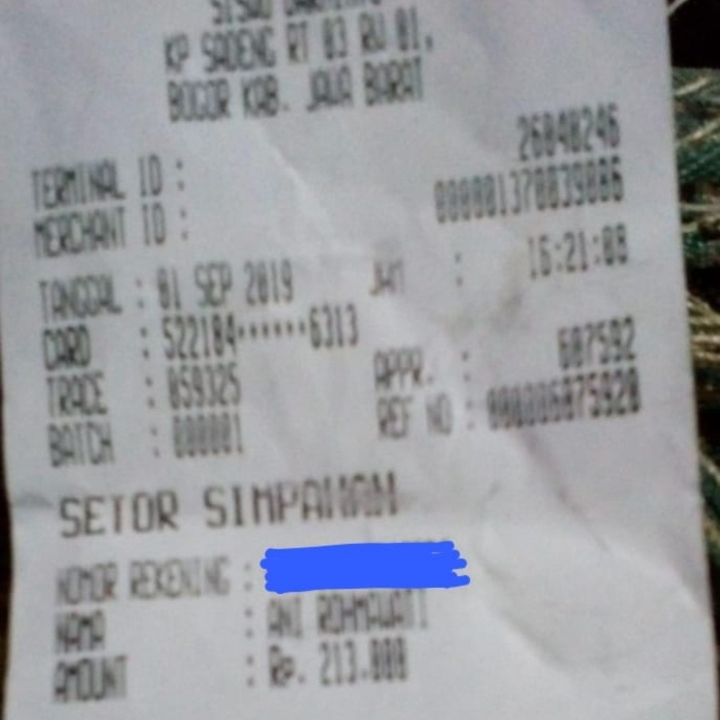 KP SADENG RT 03 RW 01,
BOGOR KAB. JAWA BARAT
TERMINAL ID : 26048246
MERCHANT ID : 000001370839086
TANGGAL : 01 SEP 2019 JAM : 16:21:08
CARD : 522184******6313
TRACE : 059325 APPR. : 607592
BATCH : 000001 REF NO : 000006075920
SETOR SIMPANAN
NOMOR REKENING :
NAMA : ANI ROHMAWATI
AMOUNT : Rp. 213.000